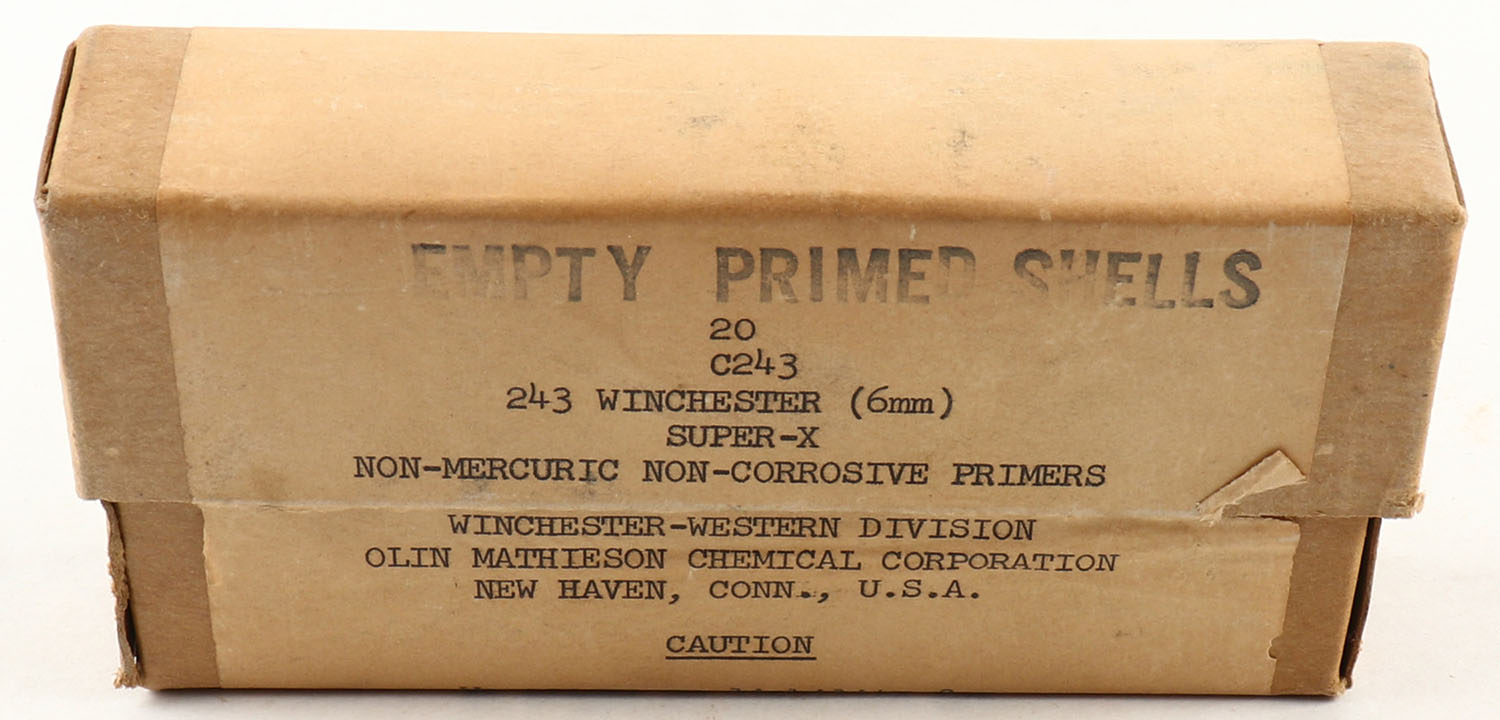 EMPTY PRIMED SHELLS
20
C243
243 WINCHESTER (6mm)
SUPER-X
NON-MERCURIC NON-CORROSIVE PRIMERS
WINCHESTER-WESTERN DIVISION
OLIN MATHIESON CHEMICAL CORPORATION
NEW HAVEN, CONN., U.S.A.
CAUTION